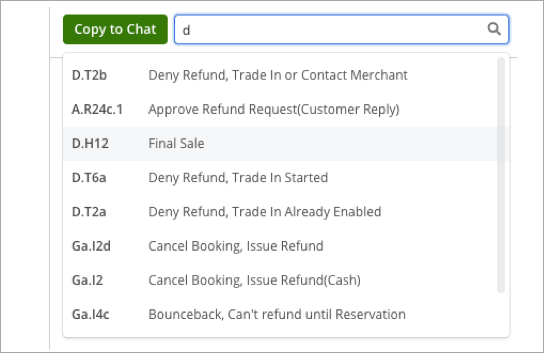 Copy to Chat d
D.T2b Deny Refund, Trade In or Contact Merchant
A.R24c.1 Approve Refund Request(Customer Reply)
D.H12 Final Sale
D.T6a Deny Refund, Trade In Started
D.T2a Deny Refund, Trade In Already Enabled
Ga.I2d Cancel Booking, Issue Refund
Ga.I2 Cancel Booking, Issue Refund(Cash)
Ga.I4c Bounceback, Can't refund until Reservation